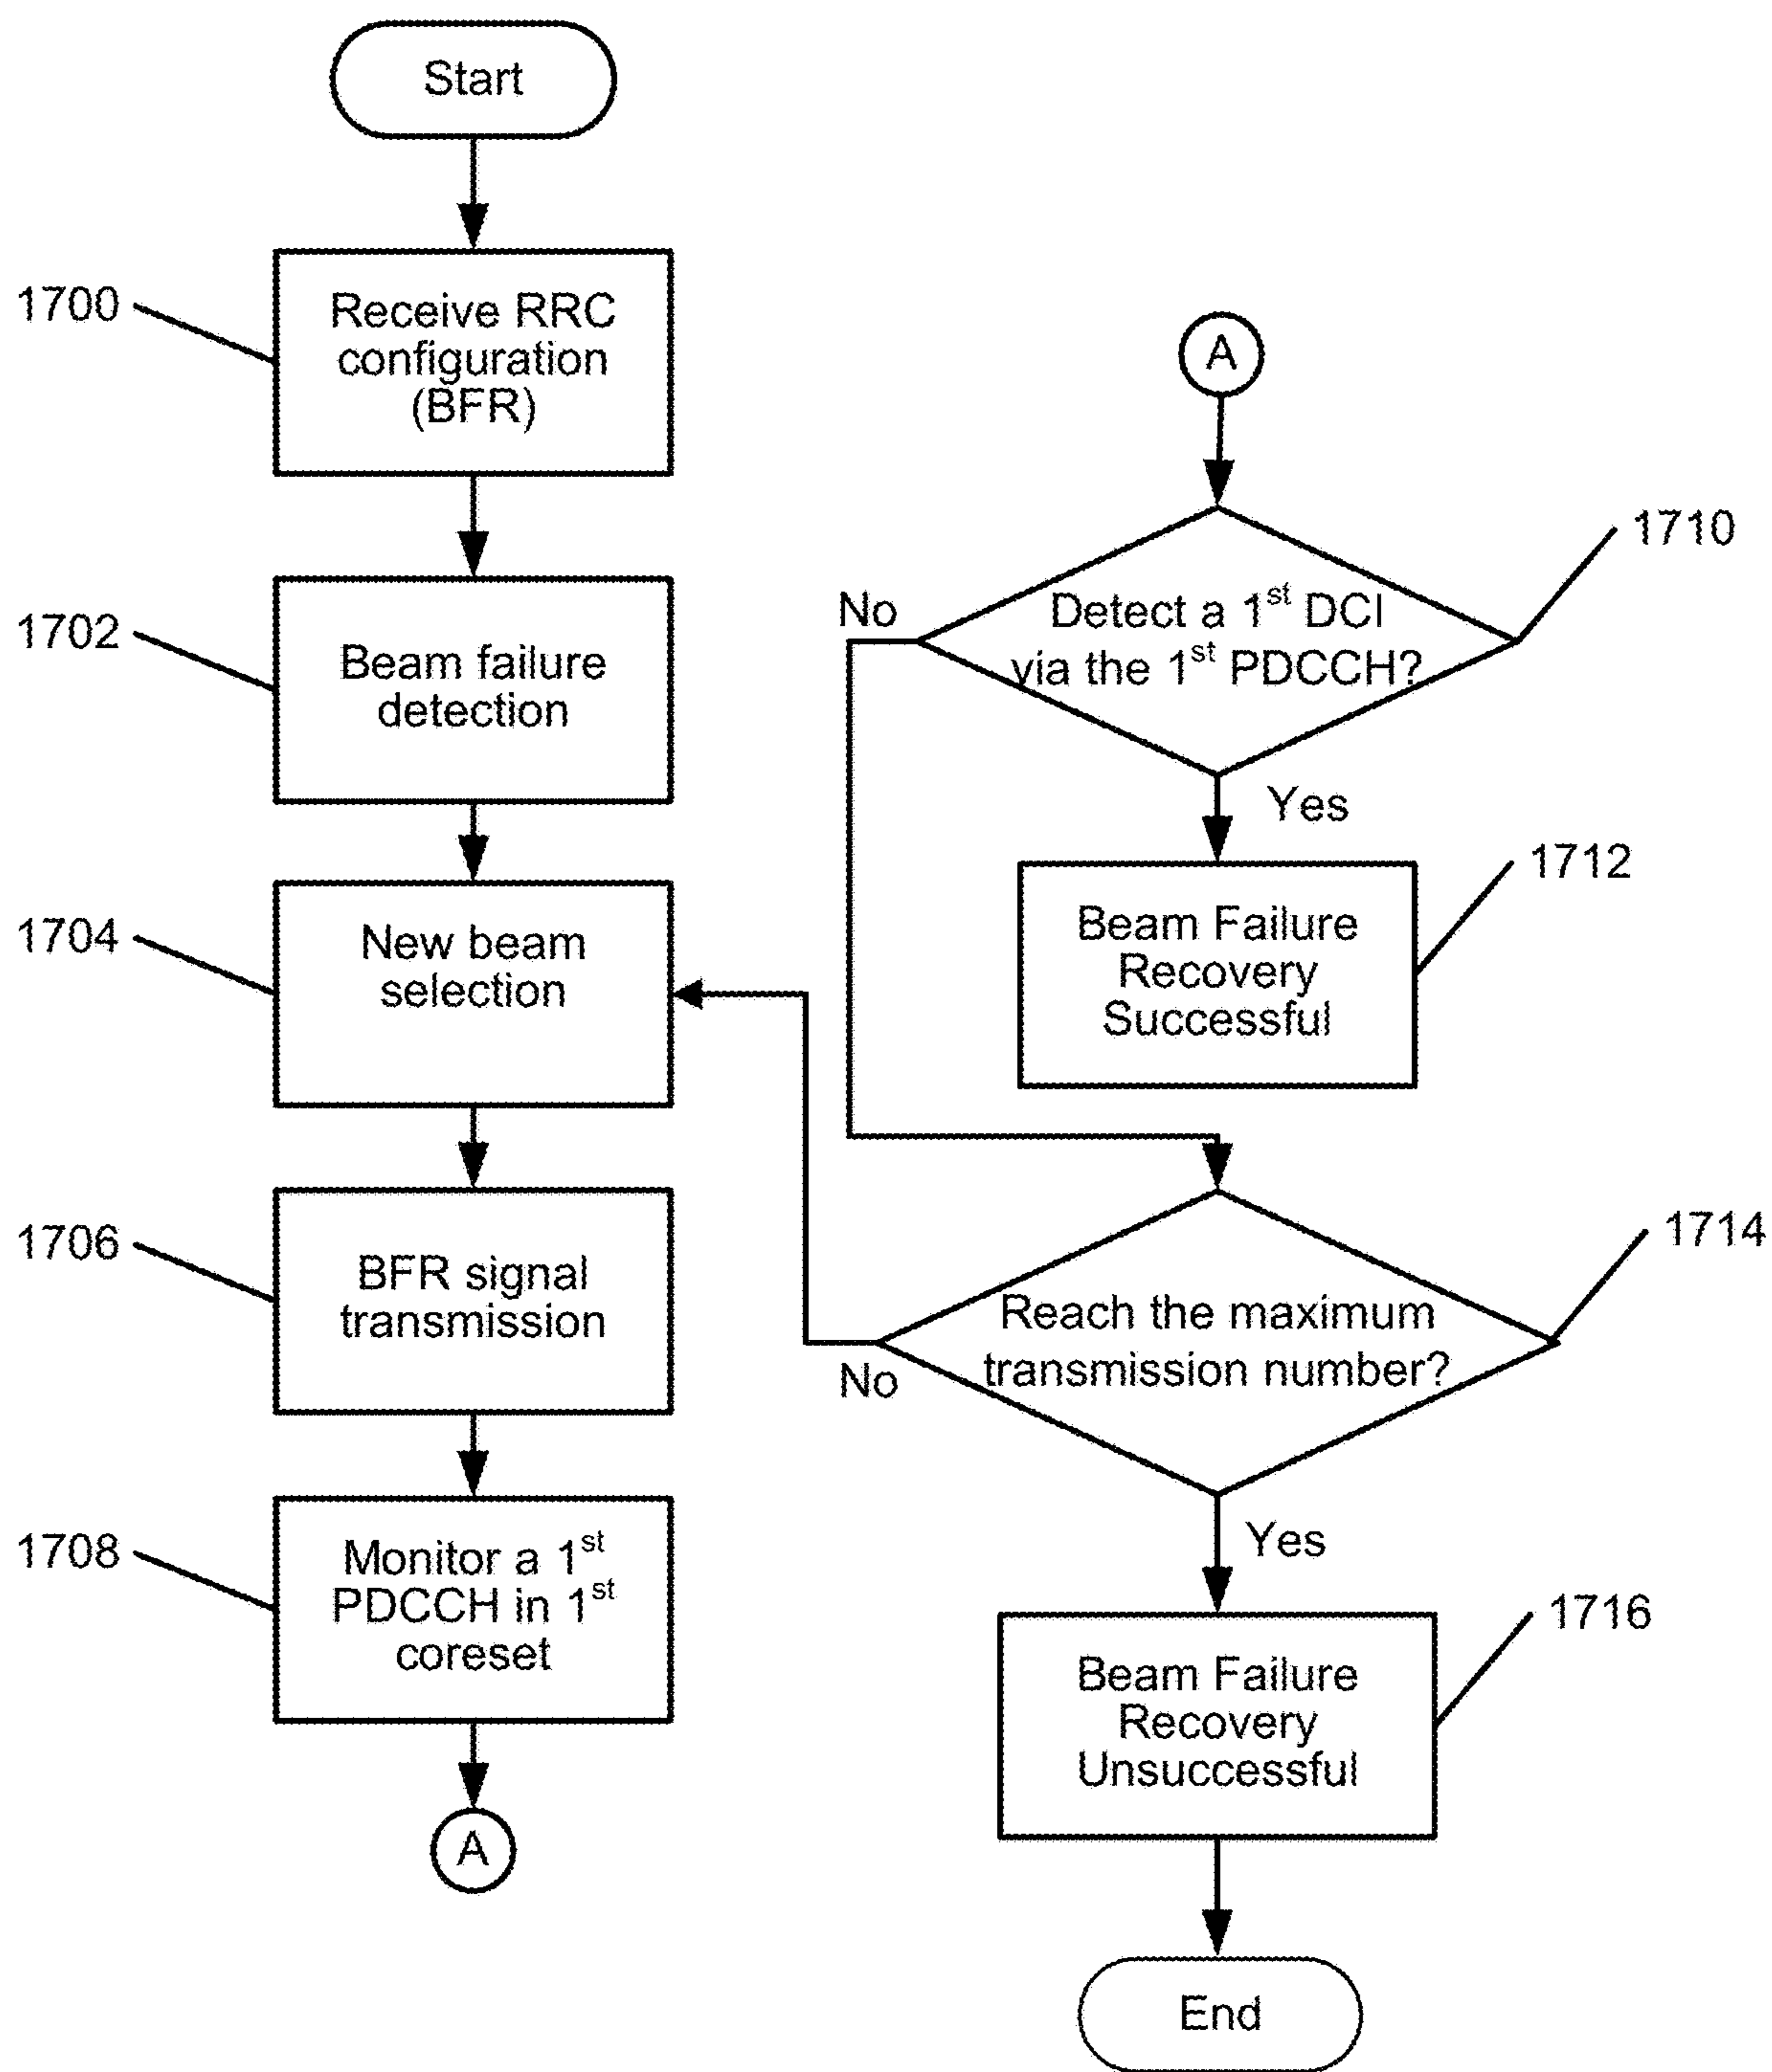 Start
1700
Receive RRC
configuration
(BFR)
1702
Beam failure
detection
1704
New beam
selection
1706
BFR signal
transmission
1708
Monitor a 1st
PDCCH in 1st
coreset
A
A
1710
No
Detect a 1st DCI
via the 1st PDCCH?
Yes
1712
Beam Failure
Recovery
Successful
1714
Reach the maximum
transmission number?
No
Yes
1716
Beam Failure
Recovery
Unsuccessful
End